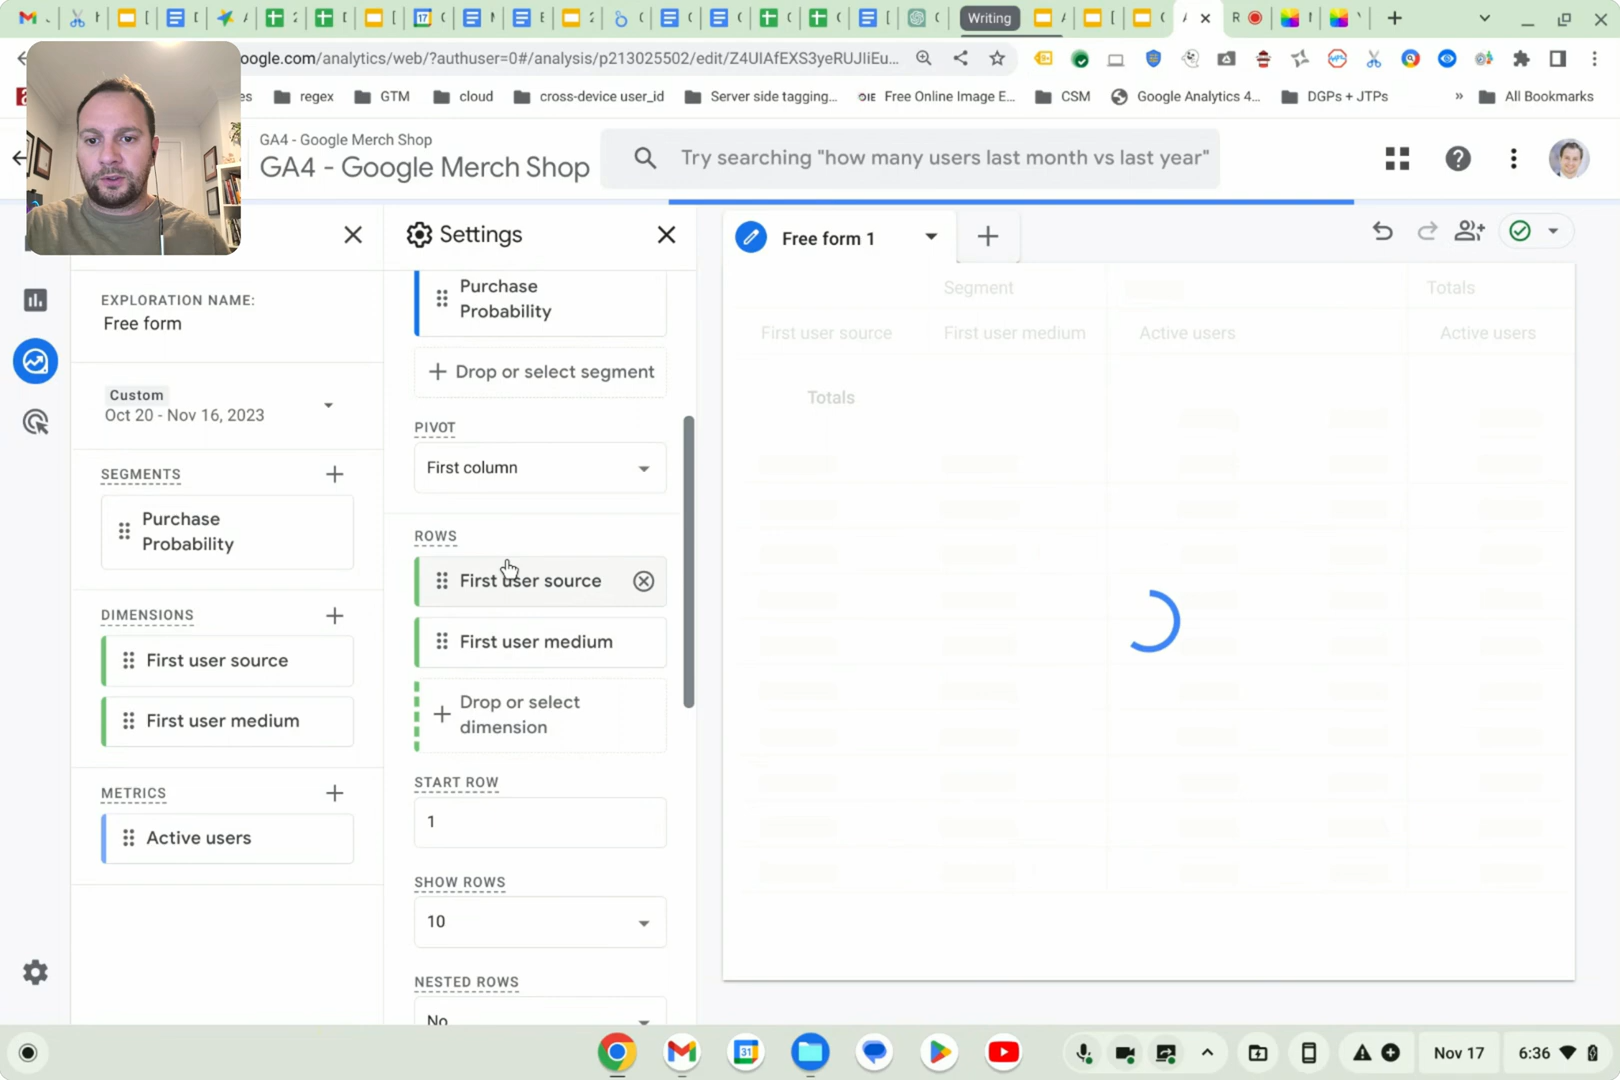 Writing
oogle.com/analytics/web/?authuser=0#/analysis/p213025502/edit/Z4UIAfEXS3yeRUJIiEu...
es
regex
GTM
cloud
cross-device user_id
Server side tagging...
OIE Free Online Image E...
CSM
Google Analytics 4...
DGPs + JTPs
»
All Bookmarks
GA4 - Google Merch Shop
GA4 - Google Merch Shop
Try searching "how many users last month vs last year"
EXPLORATION NAME:
Free form
Custom
Oct 20 - Nov 16, 2023
SEGMENTS
Purchase
Probability
DIMENSIONS
First user source
First user medium
METRICS
Active users
Settings
Purchase
Probability
Drop or select segment
PIVOT
First column
ROWS
First user source
First user medium
Drop or select
dimension
START ROW
1
SHOW ROWS
10
NESTED ROWS
No
Free form 1
Segment
Totals
First user source
First user medium
Active users
Active users
Totals
31
Nov 17
6:36